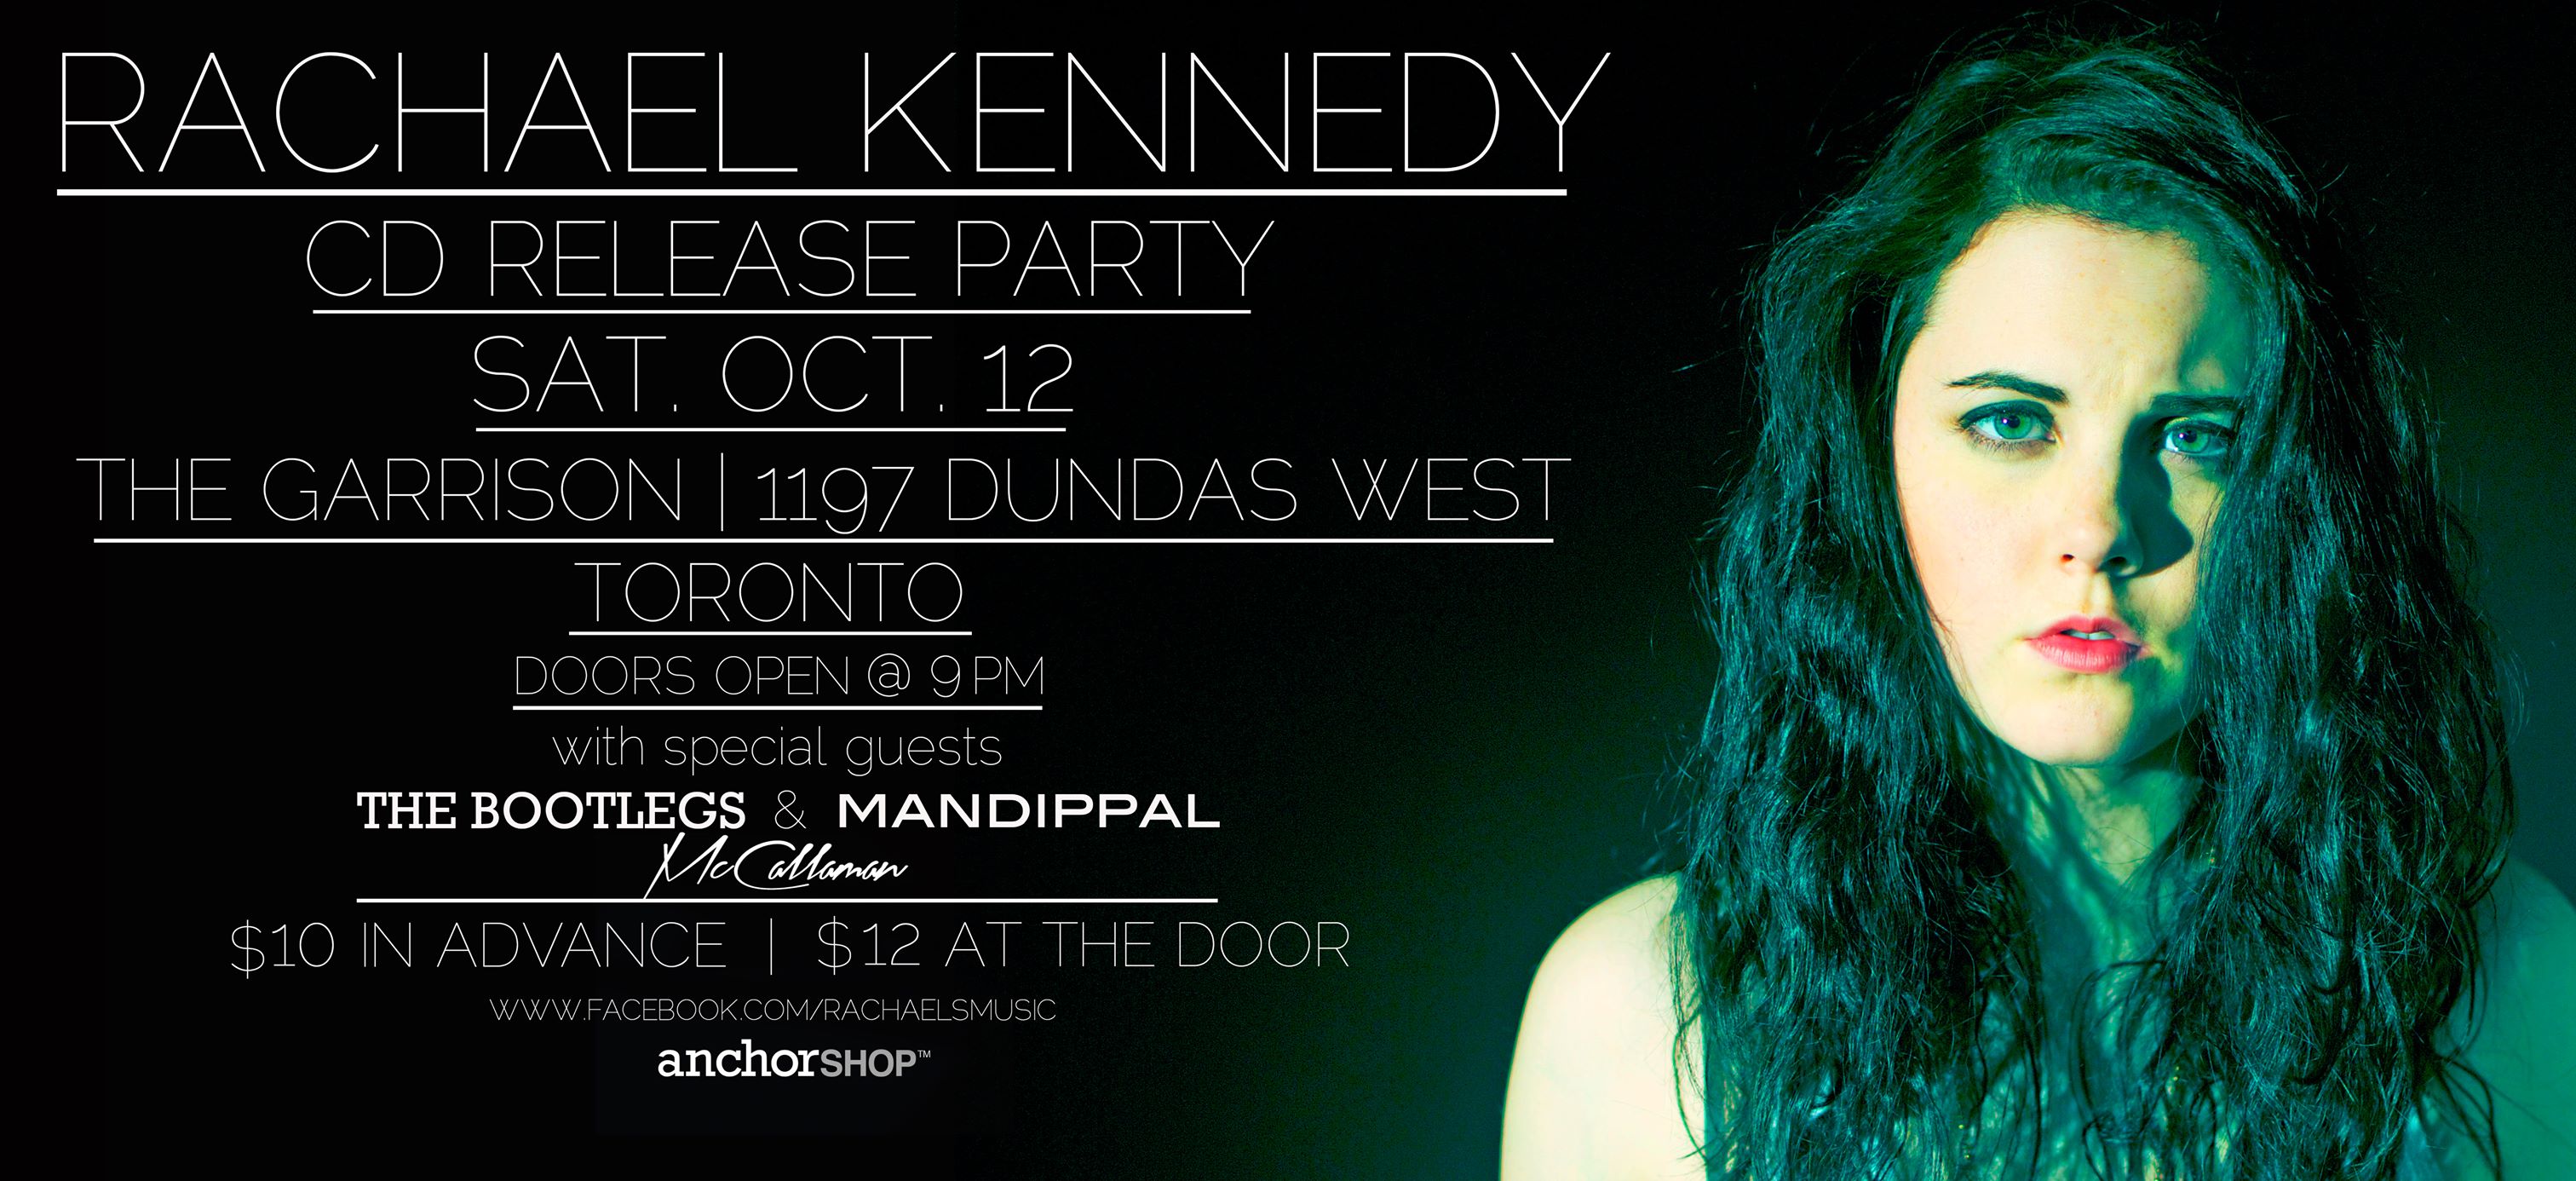 RACHAEL KENNEDY
CD RELEASE PARTY
SAT. OCT. 12
THE GARRISON | 1197 DUNDAS WEST
TORONTO
DOORS OPEN @ 9 PM
with special guests
THE BOOTLEGS & MANDIPPAL
McCallaman
$10 IN ADVANCE | $12 AT THE DOOR
WWW.FACEBOOK.COM/RACHAELSMUSIC
anchorSHOP™